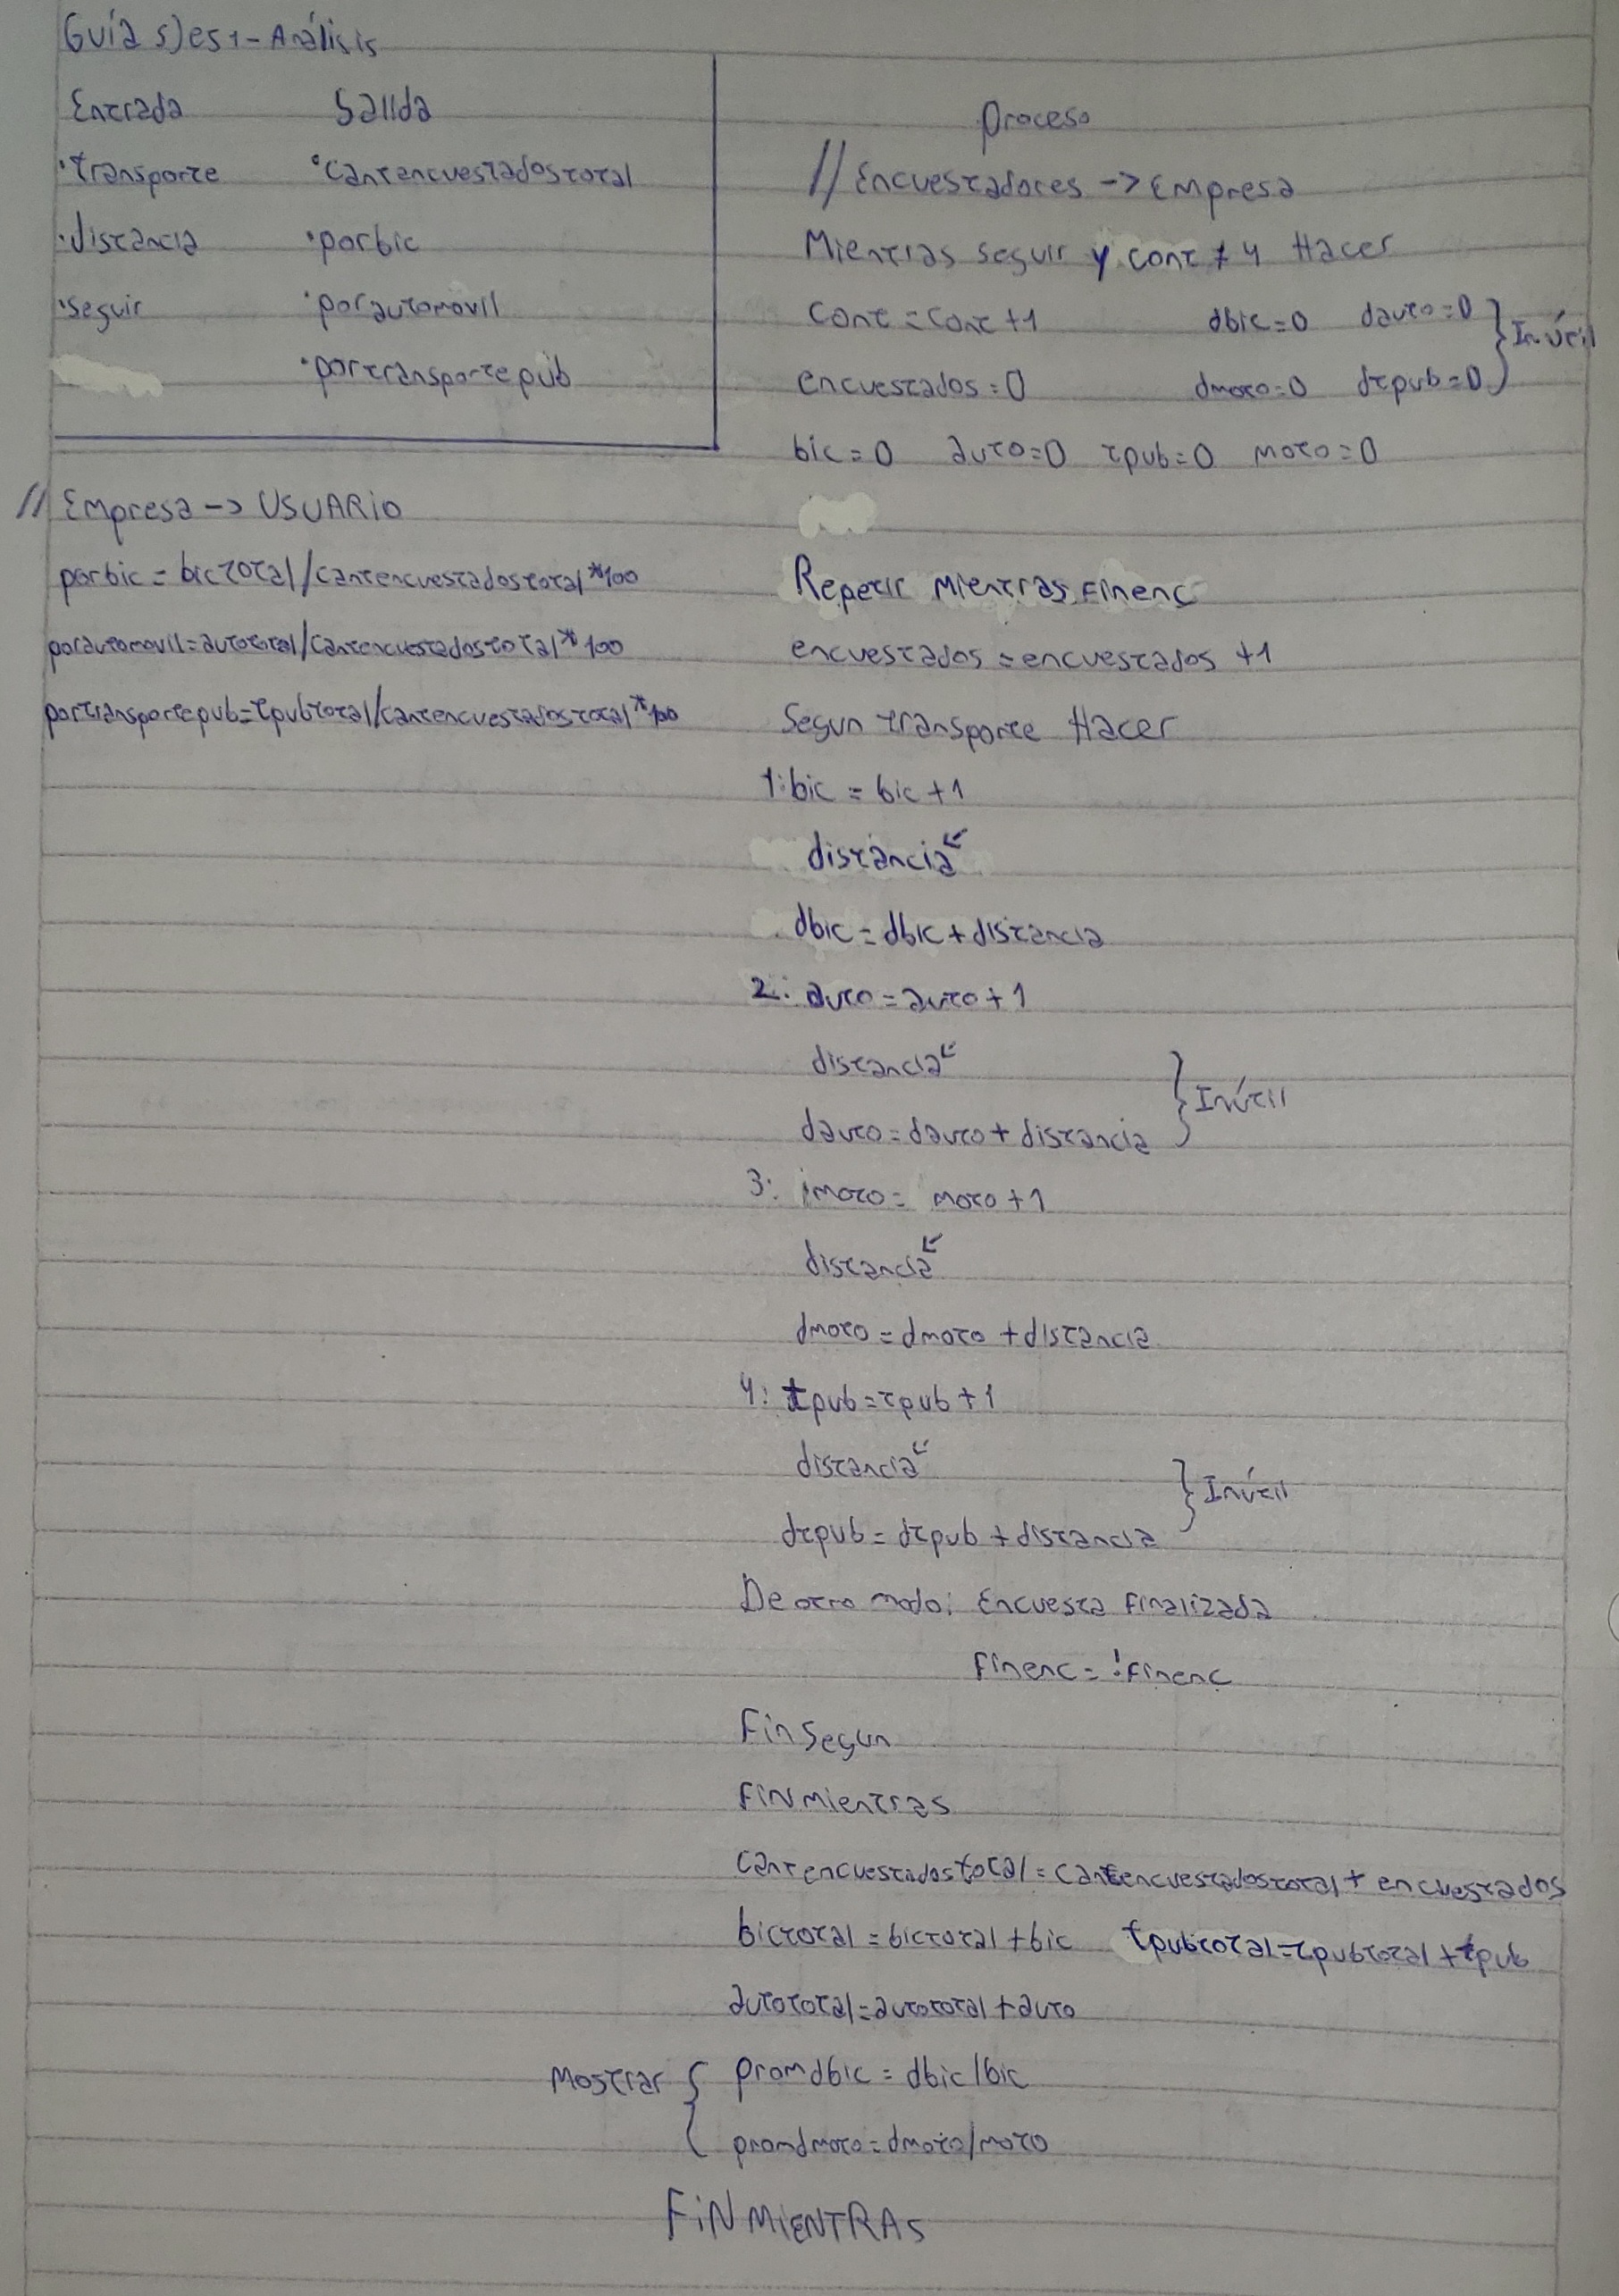 Guía 5) es 1 - Análisis
Entrada Salida
•transporte •cantencuestadostotal
•distancia •porbic
•seguir •porautomovil
•portransportepub
// Empresa -> USUARIO
porbic = bictotal/cantencuestadostotal*100
porautomovil=autototal/cantencuestadostotal*100
portransportepub=tpubtotal/cantencuestadostotal*100
Proceso
// Encuestadores -> Empresa
Mientras seguir y cont ≠ 4 Hacer
cont = cont +1 dbic=0 dauto=0 } Inútil
encuestados=0 dmoto=0 dtpub=0
bic=0 auto=0 tpub=0 moto=0
Repetir mientras finenc
encuestados = encuestados +1
Segun transporte Hacer
1: bic = bic +1
distancia↙
dbic = dbic + distancia
2: auto = auto + 1
distancia↙
} Inútil
dauto = dauto + distancia
3: moto = moto +1
distancia↙
dmoto = dmoto + distancia
4: tpub = tpub + 1
distancia↙
} Inútil
dtpub = dtpub + distancia
De otro modo: Encuesta finalizada
finenc = !finenc
Fin Segun
Fin mientras
cantencuestadostotal = cantencuestadostotal + encuestados
bictotal = bictotal + bic tpubtotal=tpubtotal + tpub
autototal=autototal + auto
Mostrar { promdbic = dbic/bic
promdmoto = dmoto/moto
FIN MIENTRAS